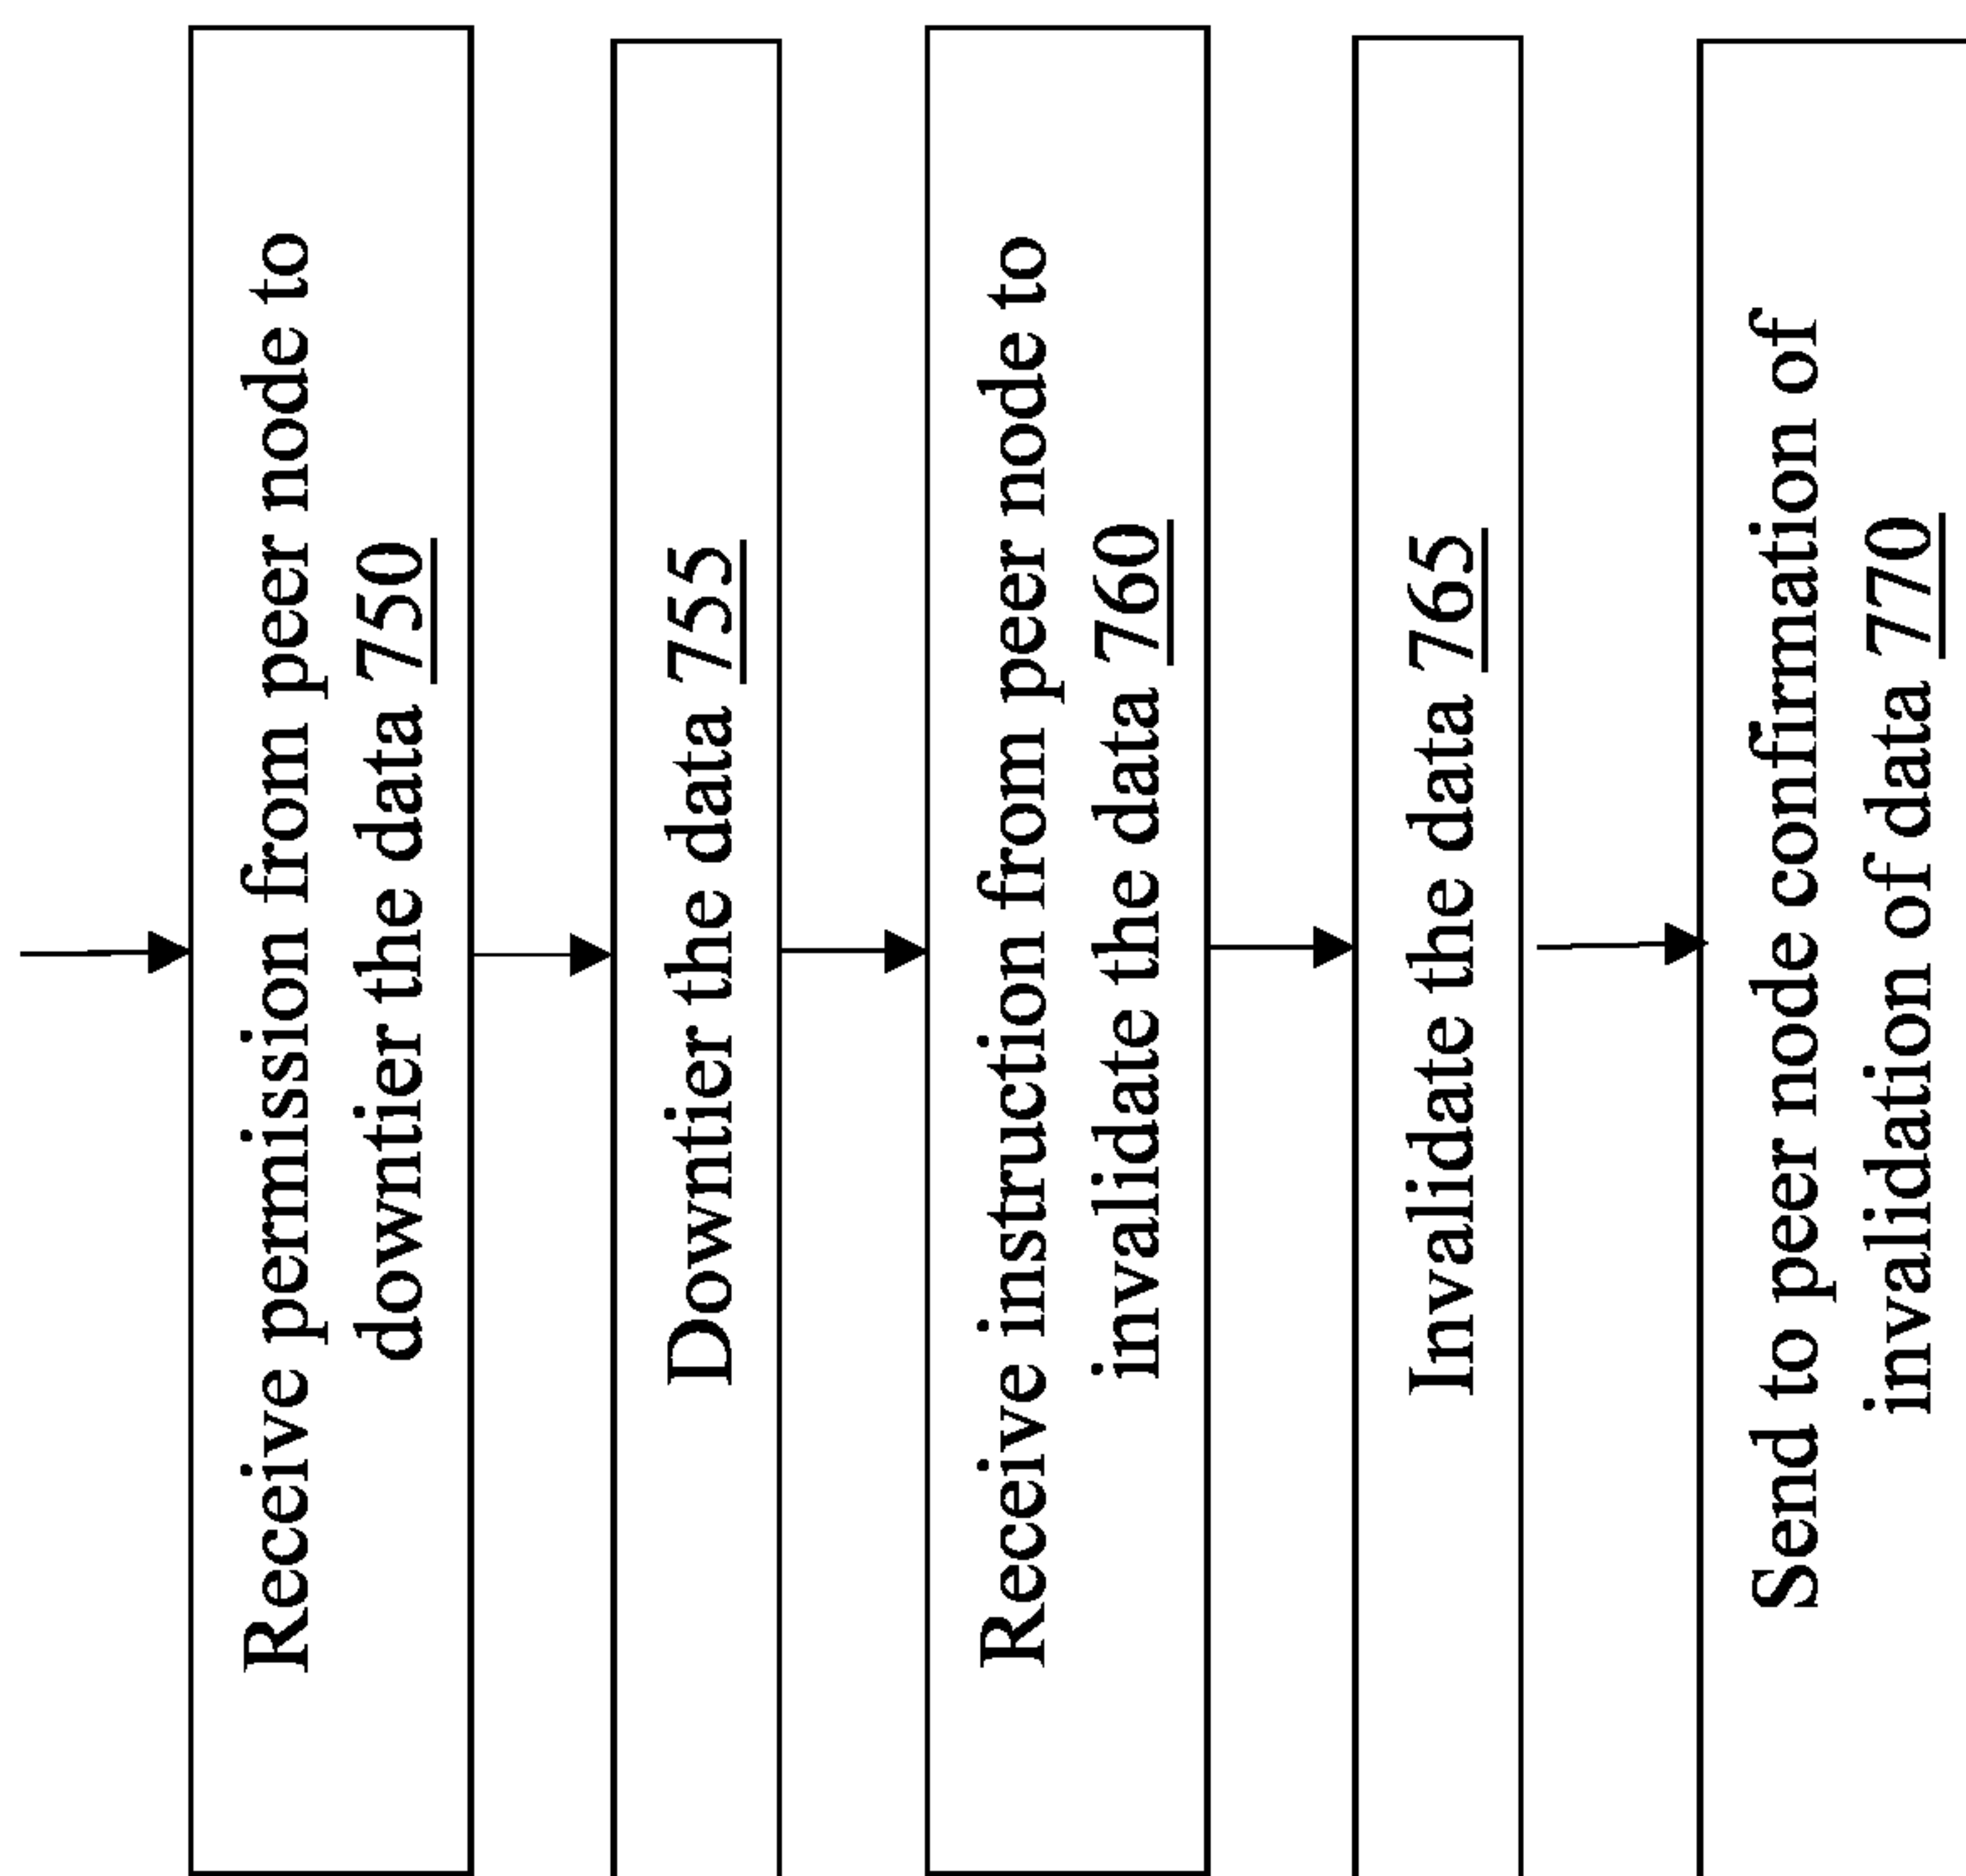 Receive permission from peer node to
downtier the data 750
Downtier the data 755
Receive instruction from peer node to
invalidate the data 760
Invalidate the data 765
Send to peer node confirmation of
invalidation of data 770